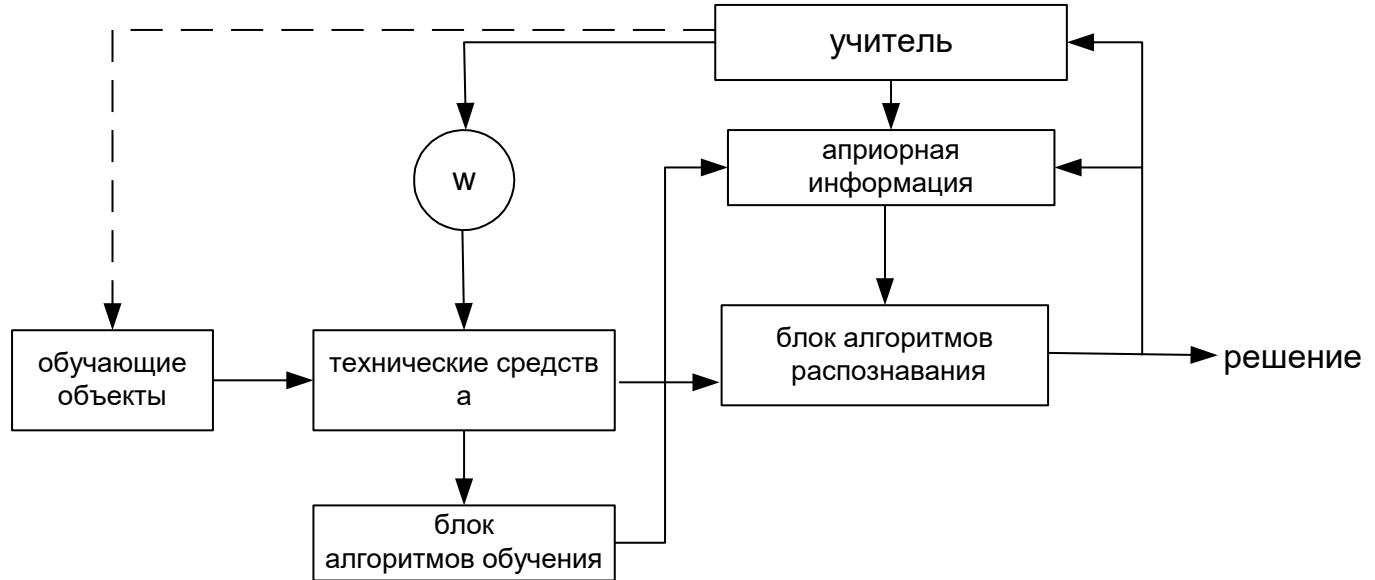 учитель
априорная
информация
w
обучающие
объекты
технические средств
а
блок алгоритмов
распознавания
решение
блок
алгоритмов обучения